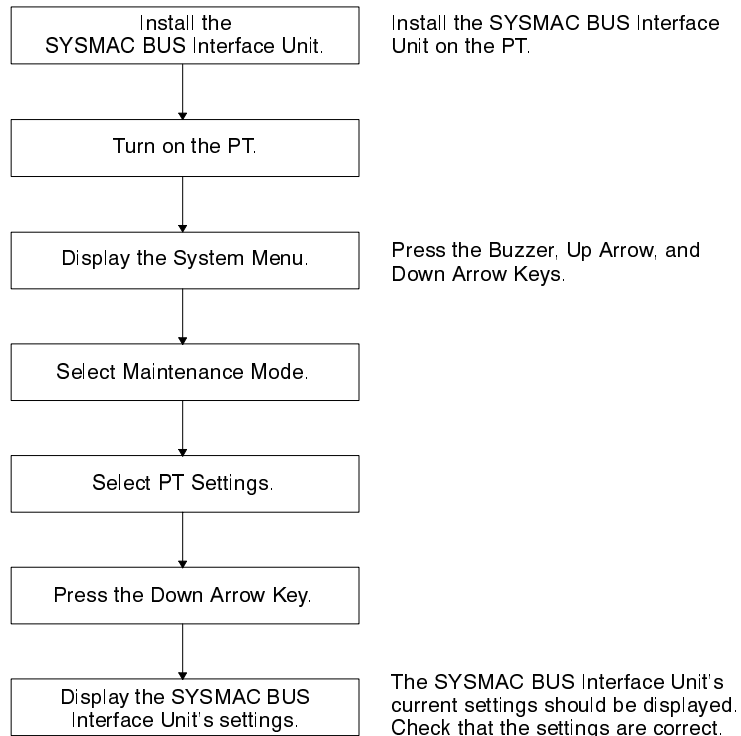 Install the
SYSMAC BUS Interface Unit.
Install the SYSMAC BUS Interface
Unit on the PT.
Turn on the PT.
Display the System Menu.
Press the Buzzer, Up Arrow, and
Down Arrow Keys.
Select Maintenance Mode.
Select PT Settings.
Press the Down Arrow Key.
Display the SYSMAC BUS
Interface Unit's settings.
The SYSMAC BUS Interface Unit's
current settings should be displayed.
Check that the settings are correct.